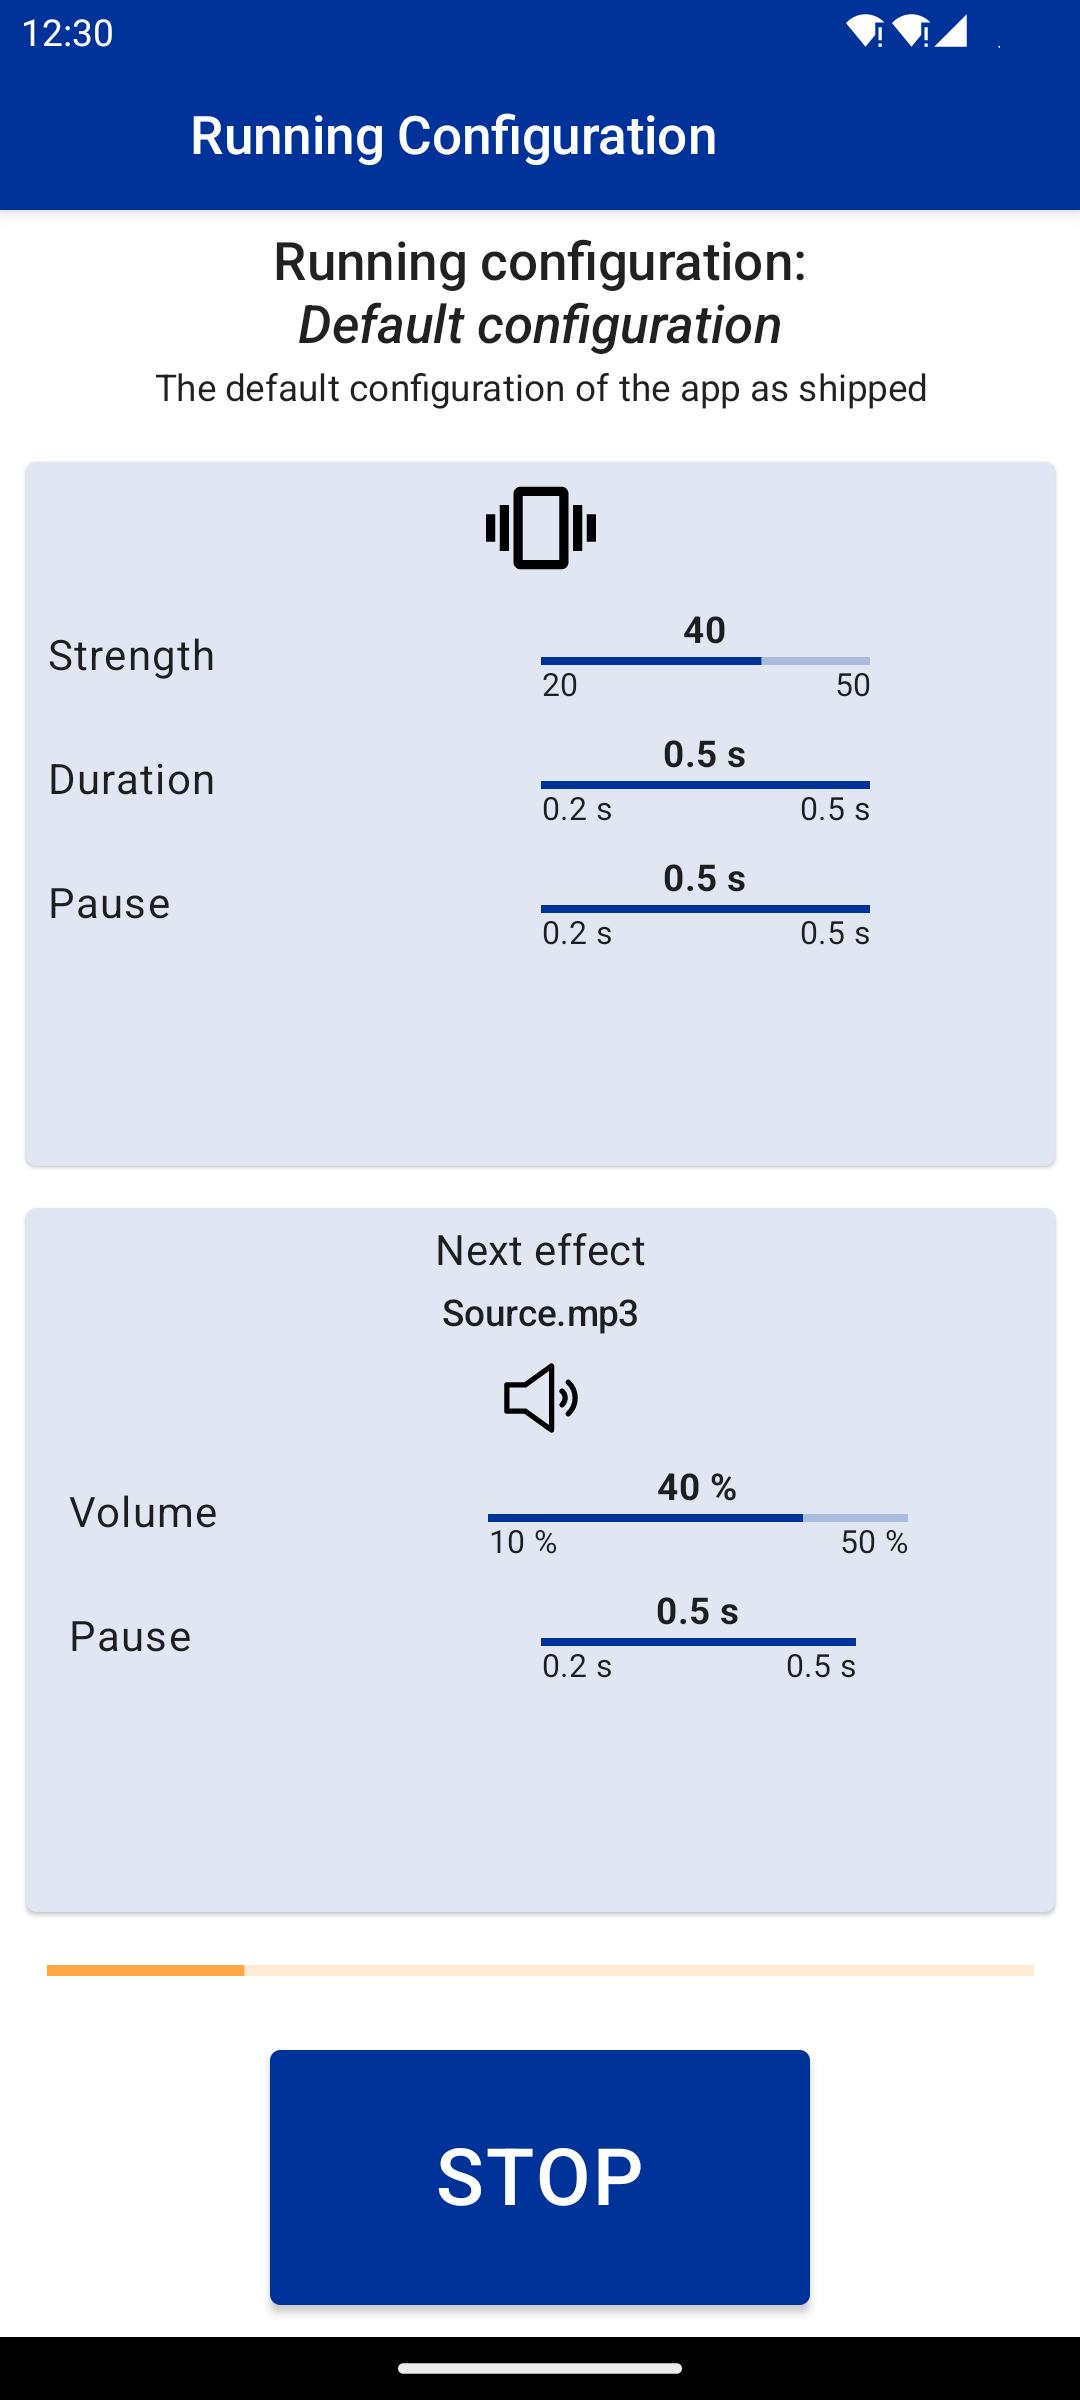 12:30
Running Configuration
Running configuration:
Default configuration
The default configuration of the app as shipped
40
Strength
20 50
0.5 s
Duration
0.2 s 0.5 s
0.5 s
Pause
0.2 s 0.5 s
Next effect
Source.mp3
40 %
Volume
10 % 50 %
0.5 s
Pause
0.2 s 0.5 s
STOP